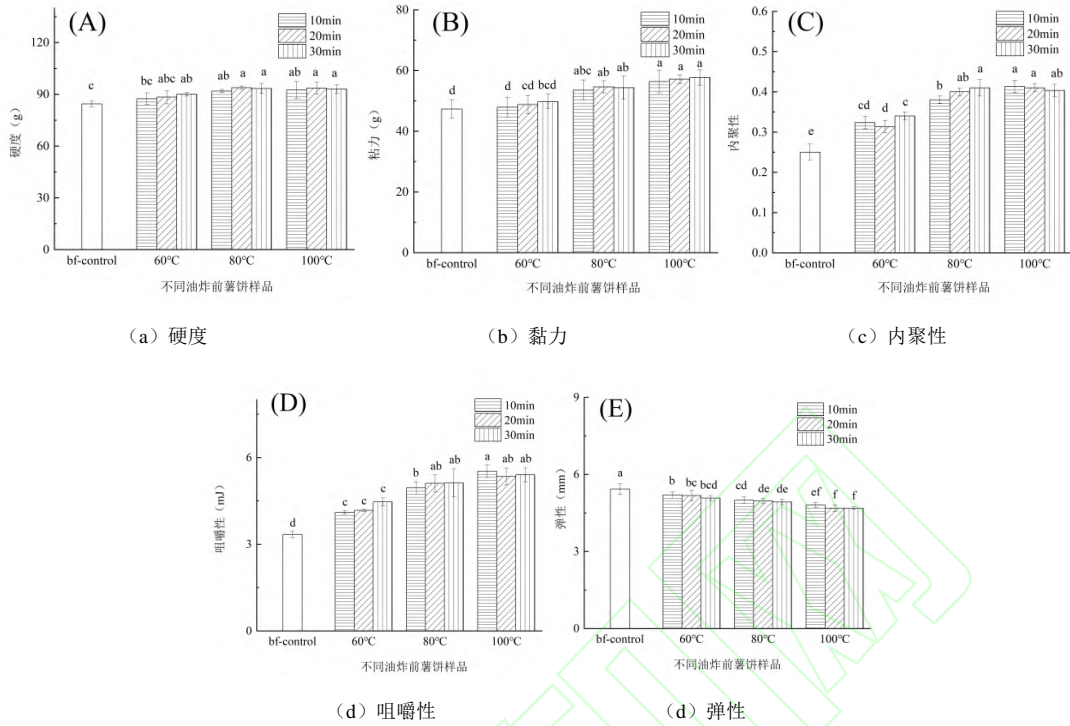 (A)
10min
20min
30min
硬度（g）
120
90
60
30
0
c
bc
abc
ab
ab
a
a
ab
a
a
bf-control
60℃
80℃
100℃
不同油炸前薯饼样品
（a）硬度
(B)
10min
20min
30min
粘力（g）
80
60
40
20
0
d
d
cd
bcd
abc
ab
ab
a
a
a
bf-control
60℃
80℃
100℃
不同油炸前薯饼样品
（b）黏力
(C)
10min
20min
30min
内聚性
0.6
0.5
0.4
0.3
0.2
0.1
0.0
e
cd
d
c
b
ab
a
a
a
ab
bf-control
60℃
80℃
100℃
不同油炸前薯饼样品
（c）内聚性
(D)
10min
20min
30min
咀嚼性（mJ）
6
3
0
d
c
c
c
b
ab
ab
a
ab
ab
bf-control
60℃
80℃
100℃
不同油炸前薯饼样品
（d）咀嚼性
(E)
10min
20min
30min
弹性（mm）
9
6
3
0
a
b
bc
bcd
cd
de
de
ef
f
f
bf-control
60℃
80℃
100℃
不同油炸前薯饼样品
（d）弹性